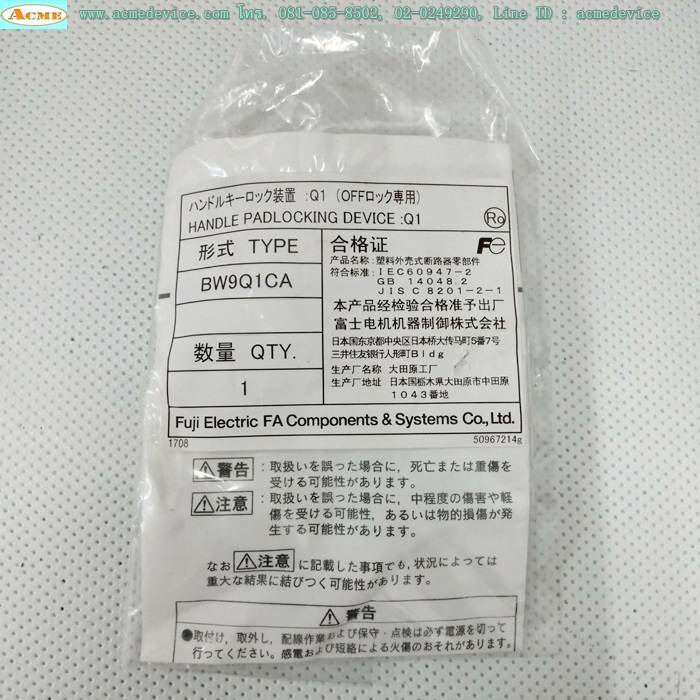 ACME
www.acmedevice.com โทร. 081-085-8502, 02-0249290, Line ID : acmedevice
ハンドルキーロック装置 :Q1 (OFFロック専用)
HANDLE PADLOCKING DEVICE :Q1
Ro
形式 TYPE
BW9Q1CA
数量 QTY.
1
合格证
Fe
产品名称：塑料外壳式断路器零部件
符合标准：IEC60947-2
GB 14048.2
JIS C 8201-2-1
本产品经检验合格准予出厂
富士电机机器制御株式会社
日本国东京都中央区日本桥大传马町5番7号
三井住友银行人形町Bldg
生产厂名称 大田原工厂
生产厂地址 日本国栃木県大田原市中田原
1043番地
Fuji Electric FA Components & Systems Co., Ltd.
1708
50967214g
⚠警告 : 取扱いを誤った場合に, 死亡または重傷を
受ける可能性があります。
⚠注意 : 取扱いを誤った場合に, 中程度の傷害や軽
傷を受ける可能性, あるいは物的損傷が発
生する可能性があります。
なお ⚠注意 に記載した事項でも, 状況によっては
重大な結果に結びつく可能性があります。
⚠ 警告
●取付け, 取外し, 配線作業および保守・点検は必ず電源を切って
行ってください。感電および短絡による火傷のおそれがあります。